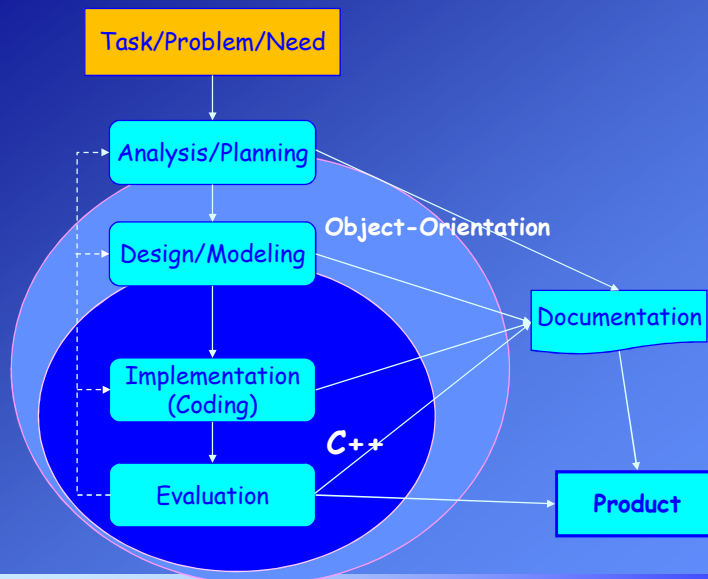 Task/Problem/Need
Analysis/Planning
Object-Orientation
Design/Modeling
Documentation
Implementation
(Coding)
C++
Evaluation
Product